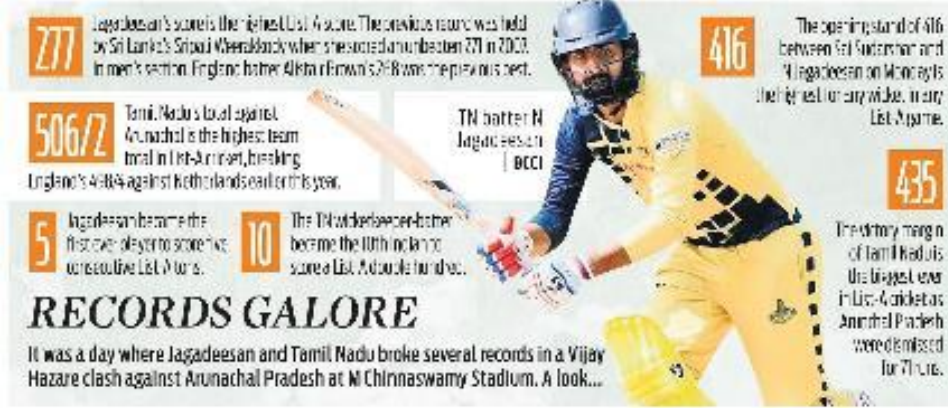 277
Jagadeesan's score is the highest List A score. The previous record was held
by Sri Lanka's Sripali Weerakkody when she scored an unbeaten 271 in 2007.
In men's section, England batter Alistair Brown's 268 was the previous best.
506/2
Tamil Nadu's total against
Arunachal is the highest team
total in List-A cricket, breaking
England's 498/4 against Netherlands earlier this year.
TN batter N
Jagadeesan
| BCCI
416
The opening stand of 416
between Sai Sudarshan and
N Jagadeesan on Monday is
the highest for any wicket in any
List-A game.
5
Jagadeesan became the
first ever player to score five
consecutive List-A tons.
10
The TN wicketkeeper-batter
became the 10th Indian to
score a List-A double hundred.
435
The victory margin
of Tamil Nadu is
the biggest ever
in List-A cricket as
Arunachal Pradesh
were dismissed
for 71 runs.
RECORDS GALORE
It was a day where Jagadeesan and Tamil Nadu broke several records in a Vijay
Hazare clash against Arunachal Pradesh at M Chinnaswamy Stadium. A look....